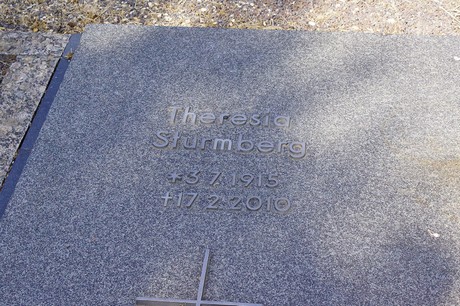 Theresia
Sturmberg
*3.7.1915
†17.2.2010